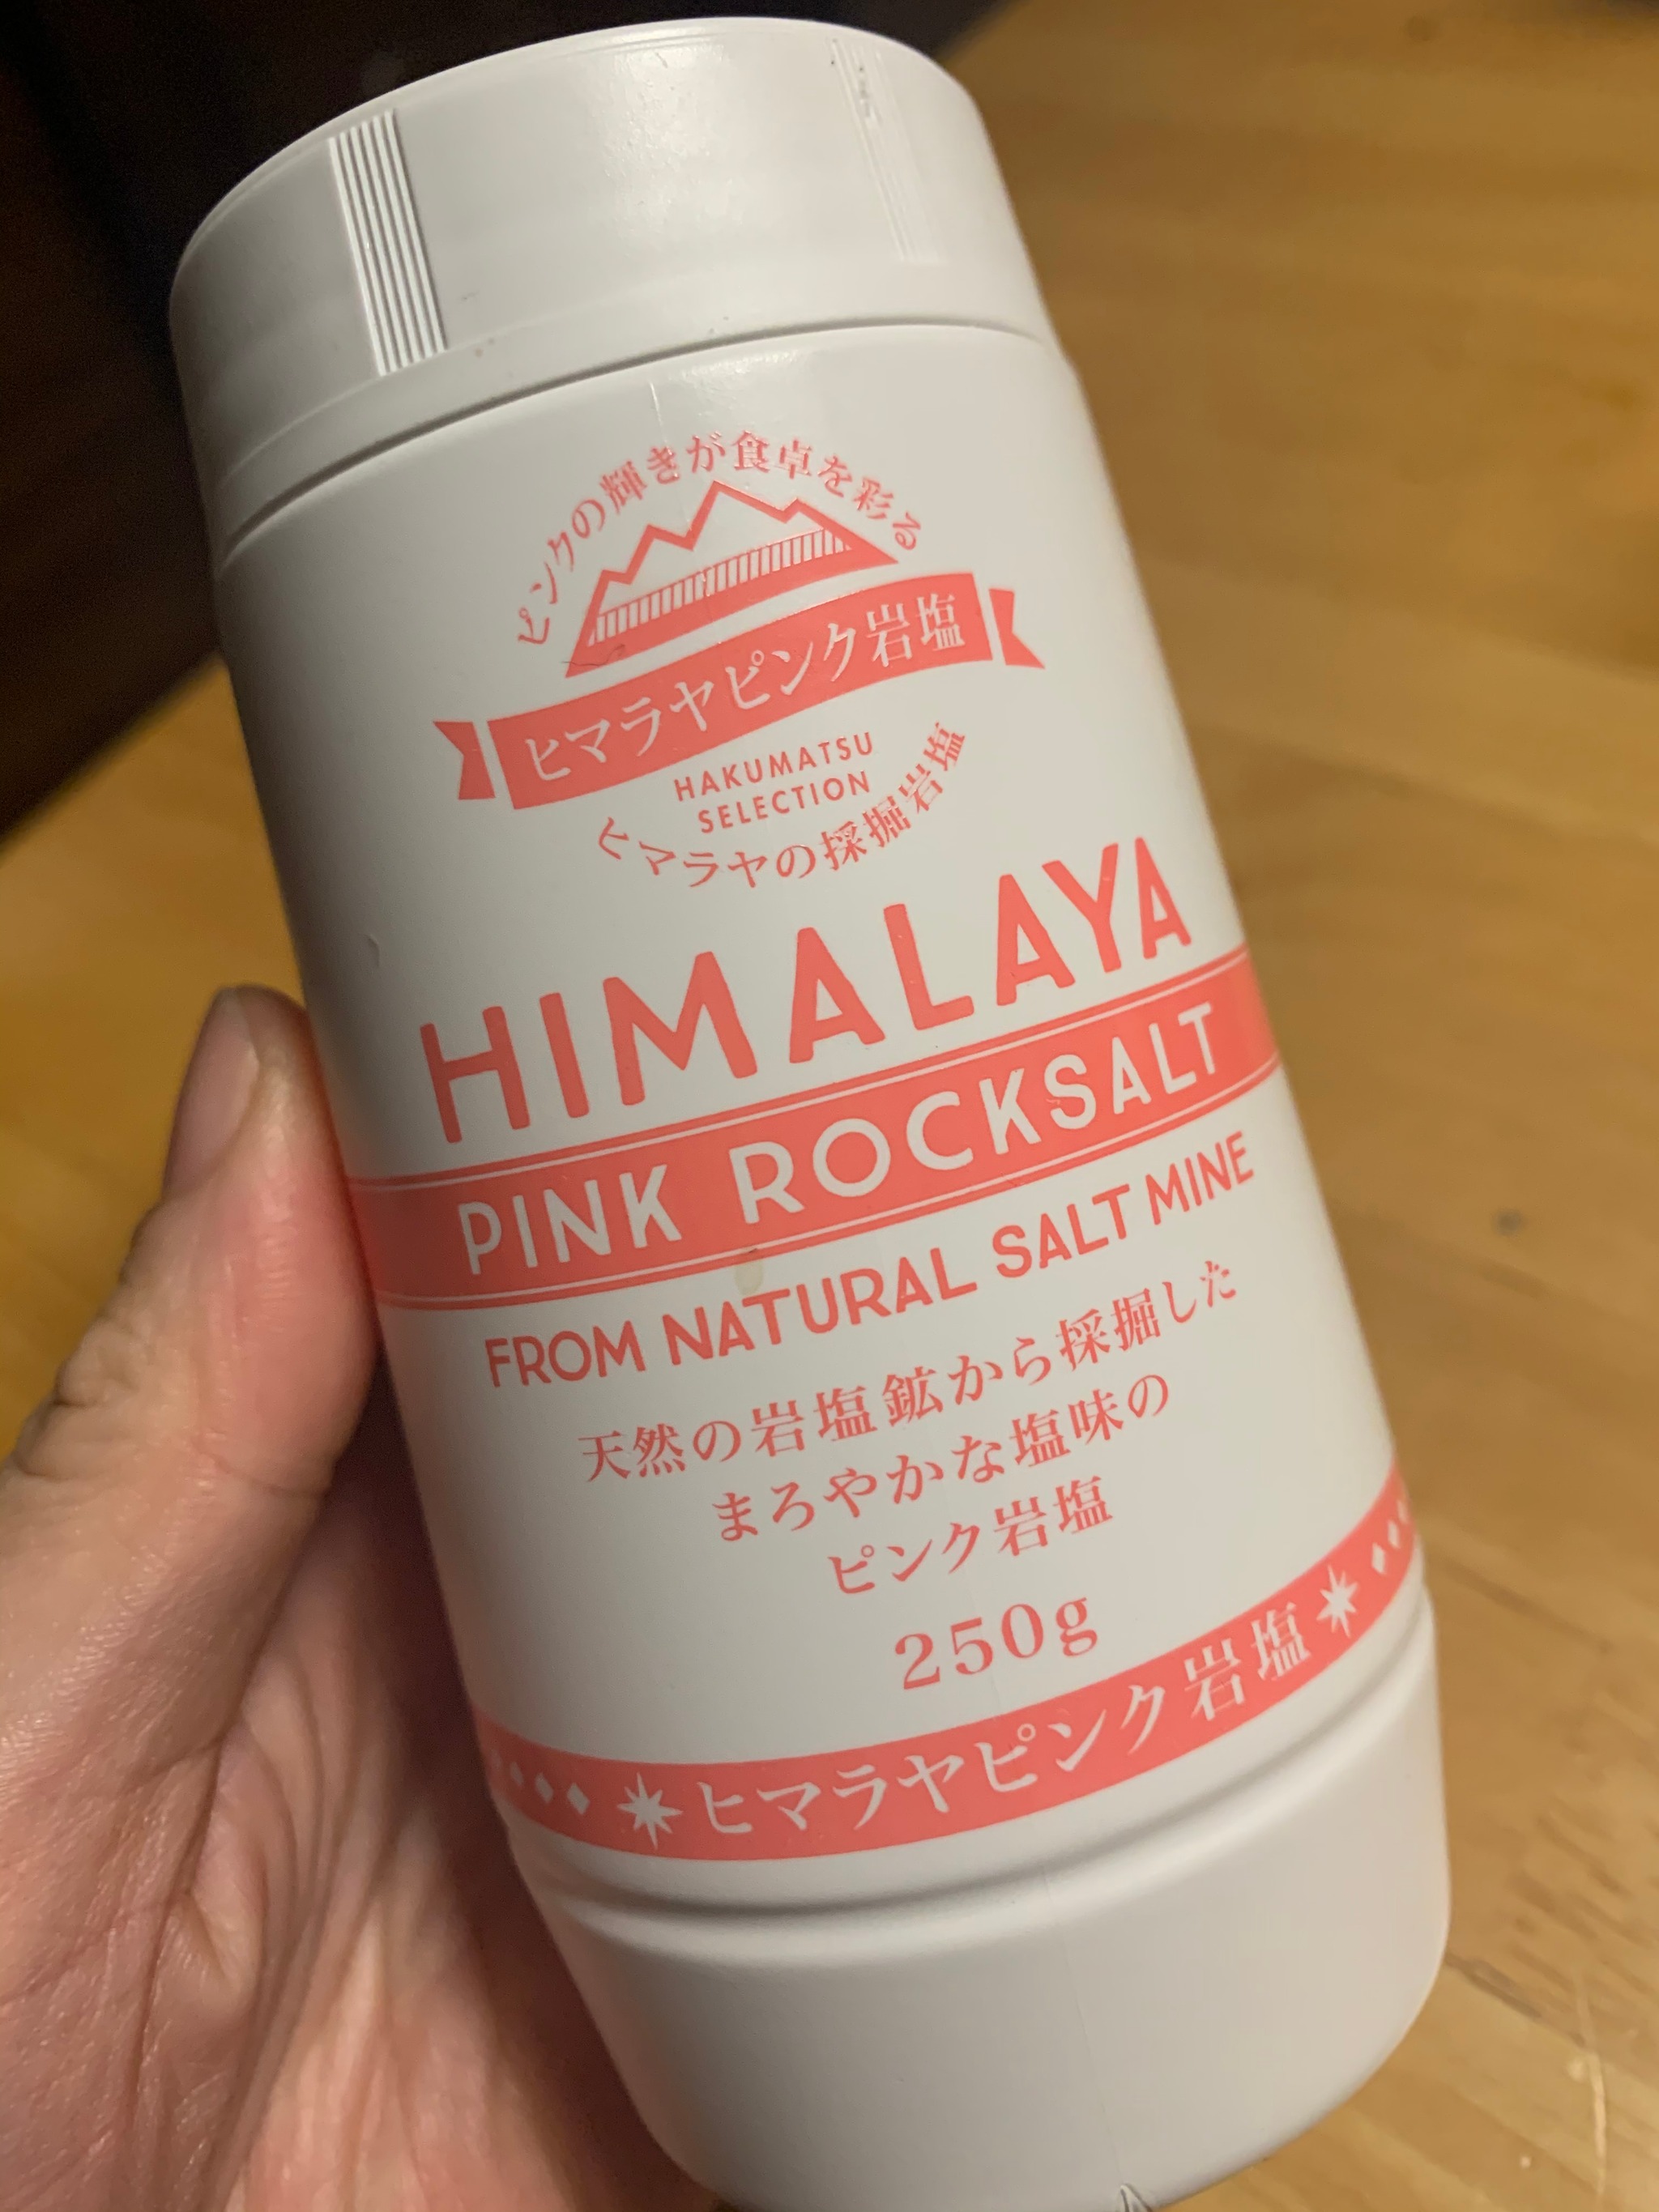 ピンクの輝きが食卓を彩る
ヒマラヤピンク岩塩
HAKUMATSU
SELECTION
ヒマラヤの採掘岩塩
HIMALAYA
PINK ROCKSALT
FROM NATURAL SALT MINE
天然の岩塩鉱から採掘した
まろやかな塩味の
ピンク岩塩
250g
ヒマラヤピンク岩塩